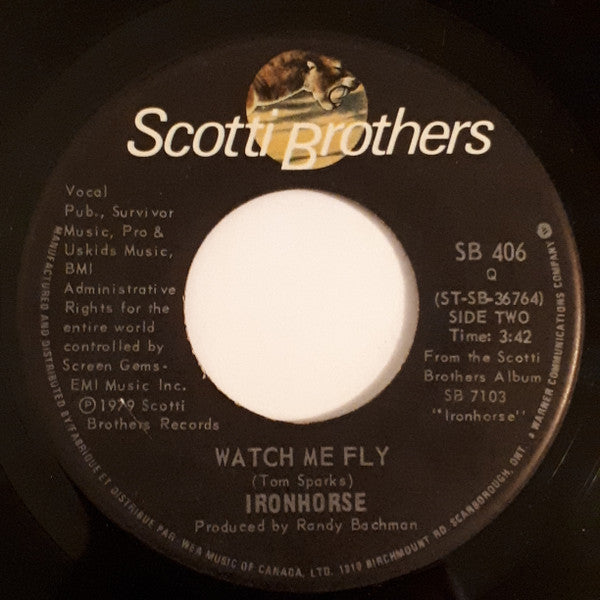 Scotti Brothers
Vocal
Pub., Survivor
Music, Pro &
Uskids Music,
BMI
Administrative
Rights for the
entire world
controlled by
Screen Gems-
EMI Music Inc.
Ⓟ 1979 Scotti
Brothers Records
SB 406
Q
(ST-SB-36764)
SIDE TWO
Time: 3:42
From the Scotti
Brothers Album
SB 7103
"Ironhorse"
WATCH ME FLY
(Tom Sparks)
IRONHORSE
Produced by Randy Bachman
MANUFACTURED AND DISTRIBUTED BY/FABRIQUE ET DISTRIBUE PAR: WEA MUSIC OF CANADA, LTD. 1810 BIRCHMOUNT RD. SCARBOROUGH, ONT. A WARNER COMMUNICATIONS COMPANY